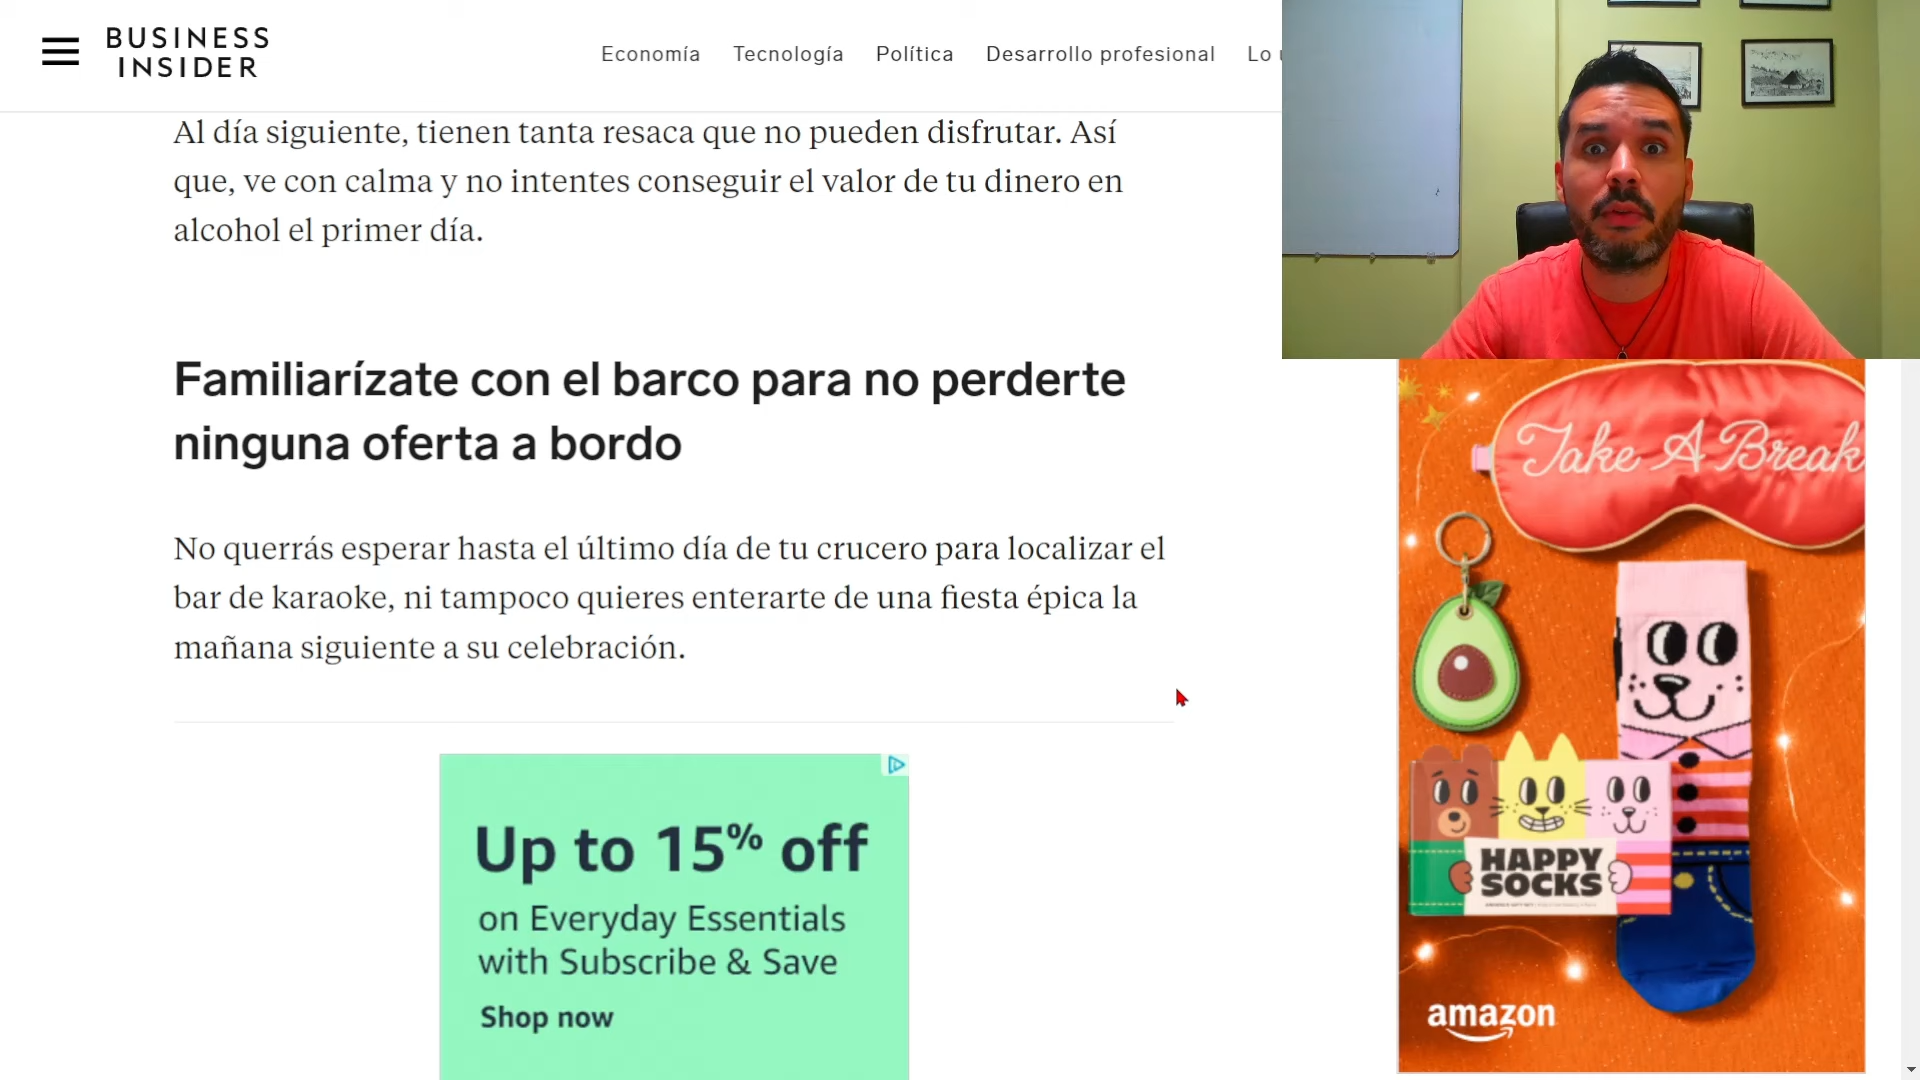 BUSINESS
INSIDER
Economía
Tecnología
Política
Desarrollo profesional
Lo
Al día siguiente, tienen tanta resaca que no pueden disfrutar. Así
que, ve con calma y no intentes conseguir el valor de tu dinero en
alcohol el primer día.
Familiarízate con el barco para no perderte
ninguna oferta a bordo
No querrás esperar hasta el último día de tu crucero para localizar el
bar de karaoke, ni tampoco quieres enterarte de una fiesta épica la
mañana siguiente a su celebración.
Up to 15% off
on Everyday Essentials
with Subscribe & Save
Shop now
Take A Break
HAPPY
SOCKS
amazon